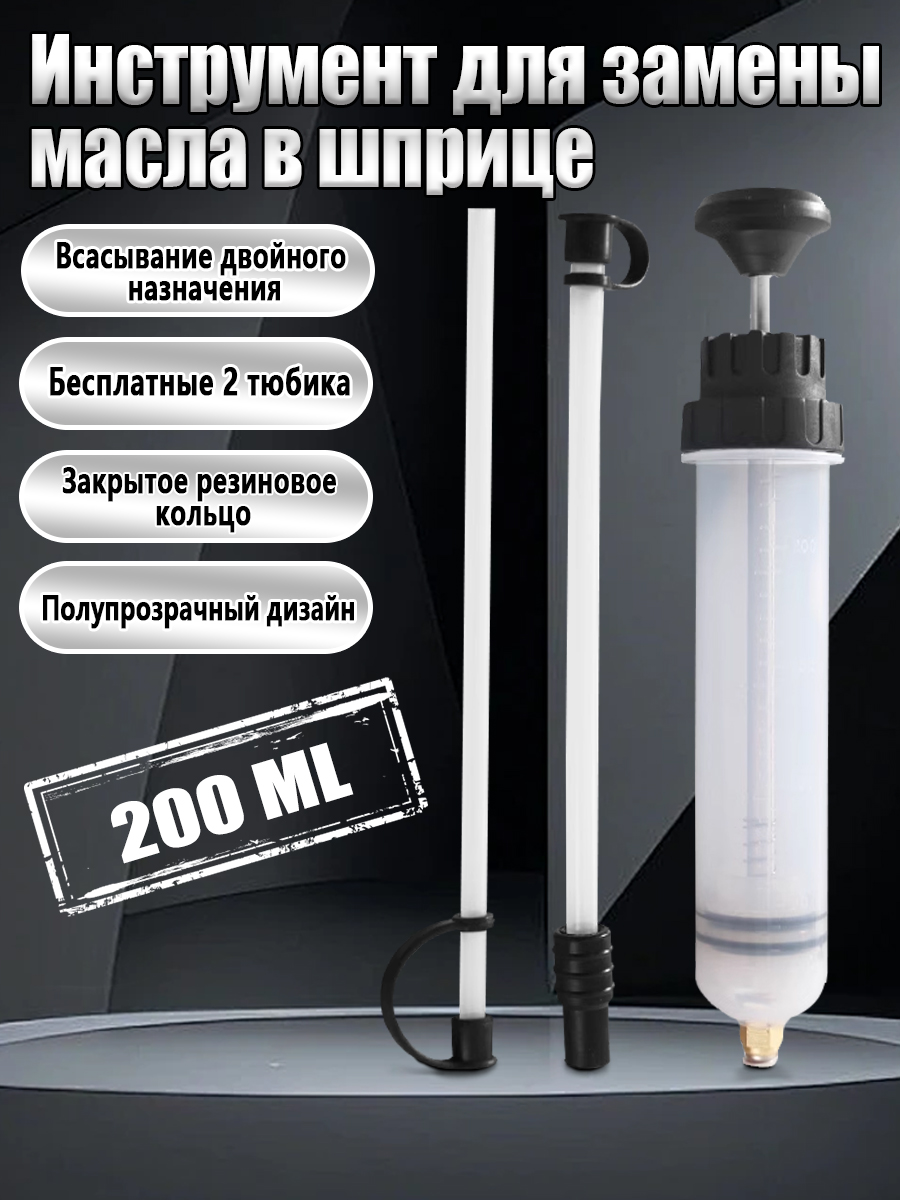 Инструмент для замены
масла в шприце
Всасывание двойного
назначения
Бесплатные 2 тюбика
Закрытое резиновое
кольцо
Полупрозрачный дизайн
200 ML